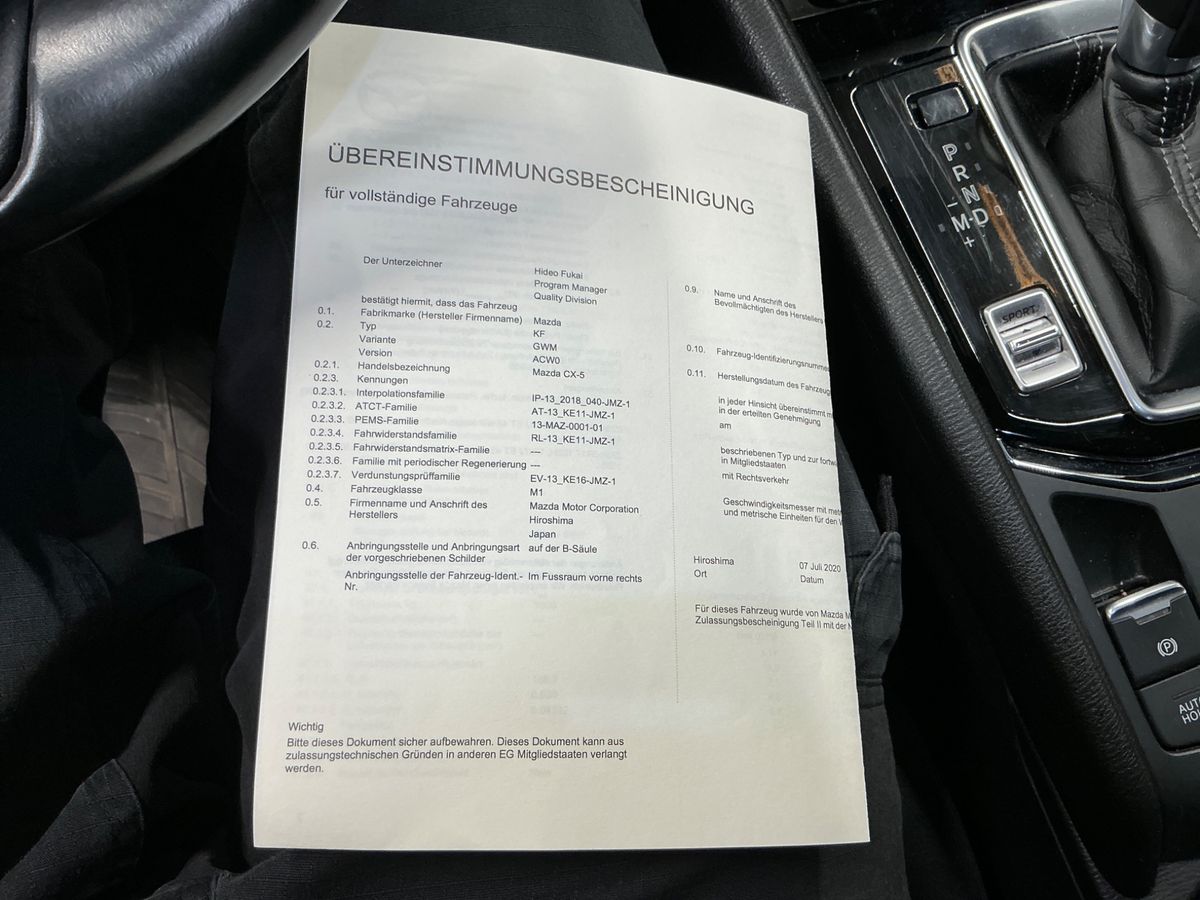 ÜBEREINSTIMMUNGSBESCHEINIGUNG
für vollständige Fahrzeuge
Der Unterzeichner Hideo Fukai
Program Manager
Quality Division
bestätigt hiermit, dass das Fahrzeug
0.1. Fabrikmarke (Hersteller Firmenname) Mazda
0.2. Typ KF
Variante GWM
Version ACW0
0.2.1. Handelsbezeichnung Mazda CX-5
0.2.3. Kennungen
0.2.3.1. Interpolationsfamilie IP-13_2018_040-JMZ-1
0.2.3.2. ATCT-Familie AT-13_KE11-JMZ-1
0.2.3.3. PEMS-Familie 13-MAZ-0001-01
0.2.3.4. Fahrwiderstandsfamilie RL-13_KE11-JMZ-1
0.2.3.5. Fahrwiderstandsmatrix-Familie ---
0.2.3.6. Familie mit periodischer Regenerierung ---
0.2.3.7. Verdunstungsprüffamilie EV-13_KE16-JMZ-1
0.4. Fahrzeugklasse M1
0.5. Firmenname und Anschrift des Mazda Motor Corporation
Herstellers Hiroshima
Japan
0.6. Anbringungsstelle und Anbringungsart auf der B-Säule
der vorgeschriebenen Schilder
Anbringungsstelle der Fahrzeug-Ident.- Im Fussraum vorne rechts
Nr.
Wichtig
Bitte dieses Dokument sicher aufbewahren. Dieses Dokument kann aus
zulassungstechnischen Gründen in anderen EG Mitgliedstaaten verlangt
werden.
0.9. Name und Anschrift des
Bevollmächtigten des Herstellers
0.10. Fahrzeug-Identifizierungsnumme
0.11. Herstellungsdatum des Fahrzeug
in jeder Hinsicht übereinstimmt m
in der erteilten Genehmigung
am
beschriebenen Typ und zur fortw
in Mitgliedstaaten
mit Rechtsverkehr
Geschwindigkeitsmesser mit met
und metrische Einheiten für den
Hiroshima 07 Juli 2020
Ort Datum
Für dieses Fahrzeug wurde von Mazda M
Zulassungsbescheinigung Teil II mit der
P
R
N
M-D
+
SPORT
P
AUTO
HOL